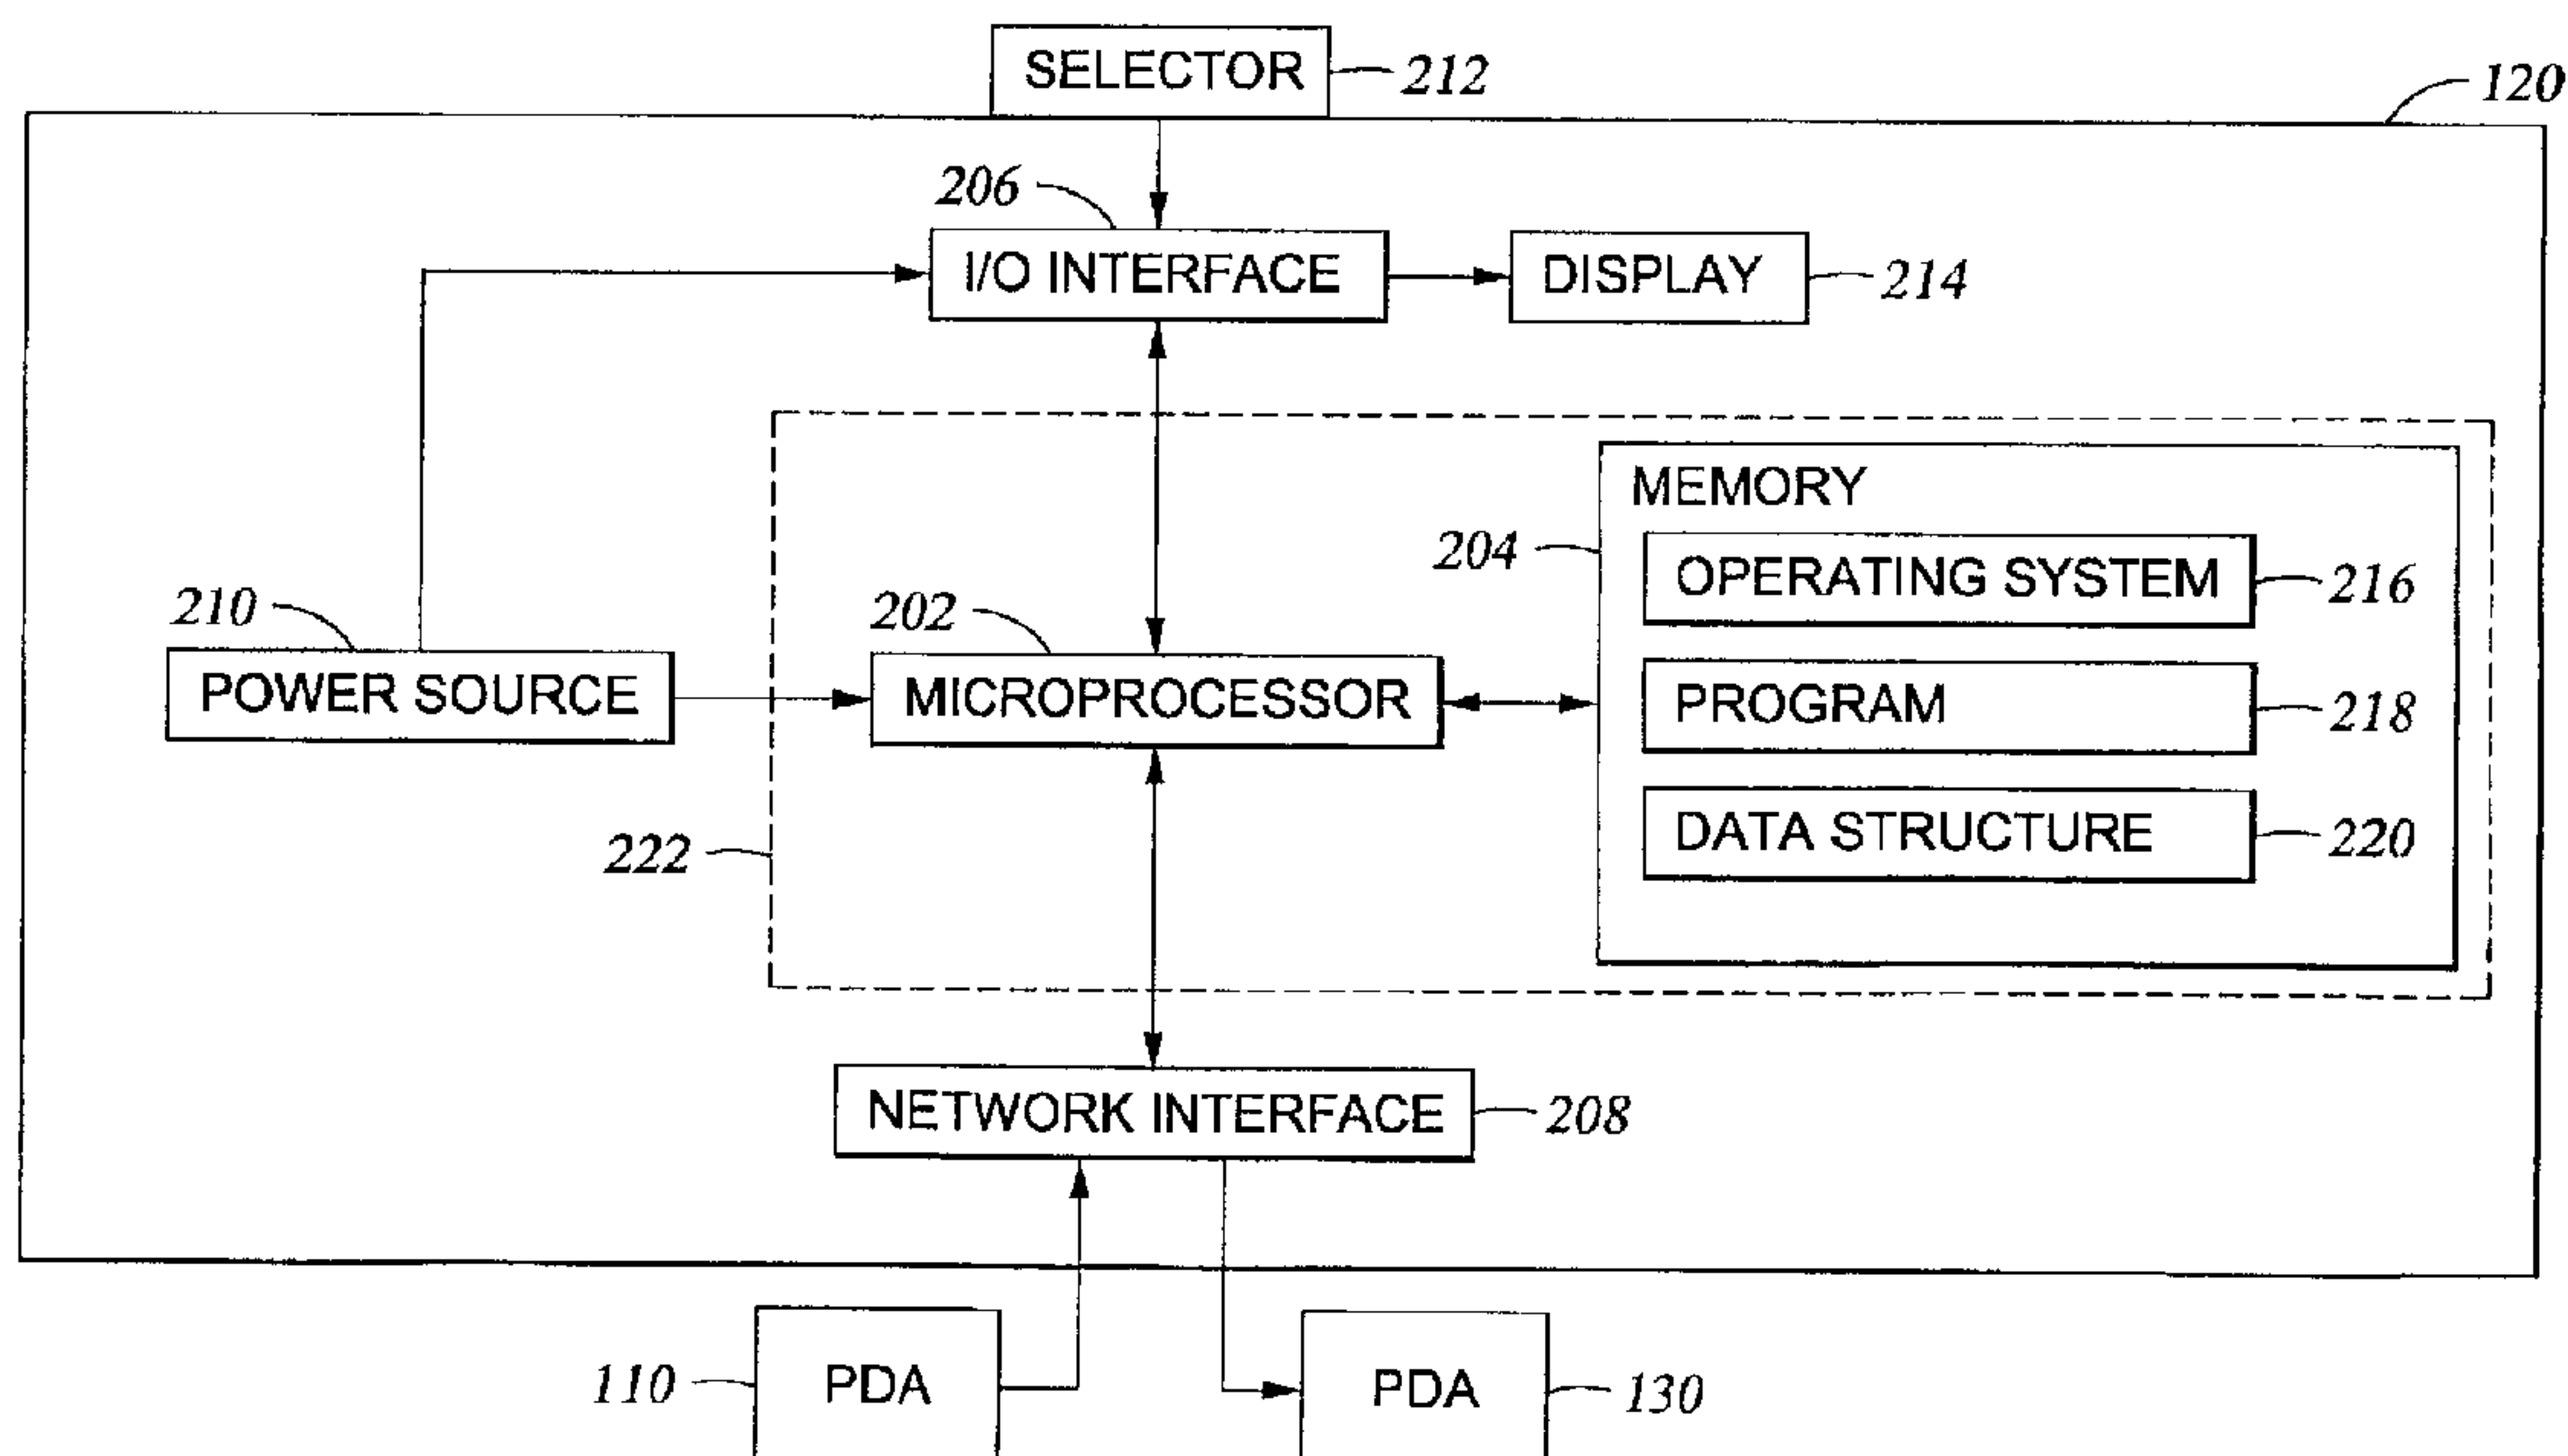 SELECTOR 212
120
206
I/O INTERFACE
DISPLAY 214
MEMORY
204
OPERATING SYSTEM 216
210
202
POWER SOURCE
MICROPROCESSOR
PROGRAM 218
222
DATA STRUCTURE 220
NETWORK INTERFACE 208
110 PDA
PDA 130